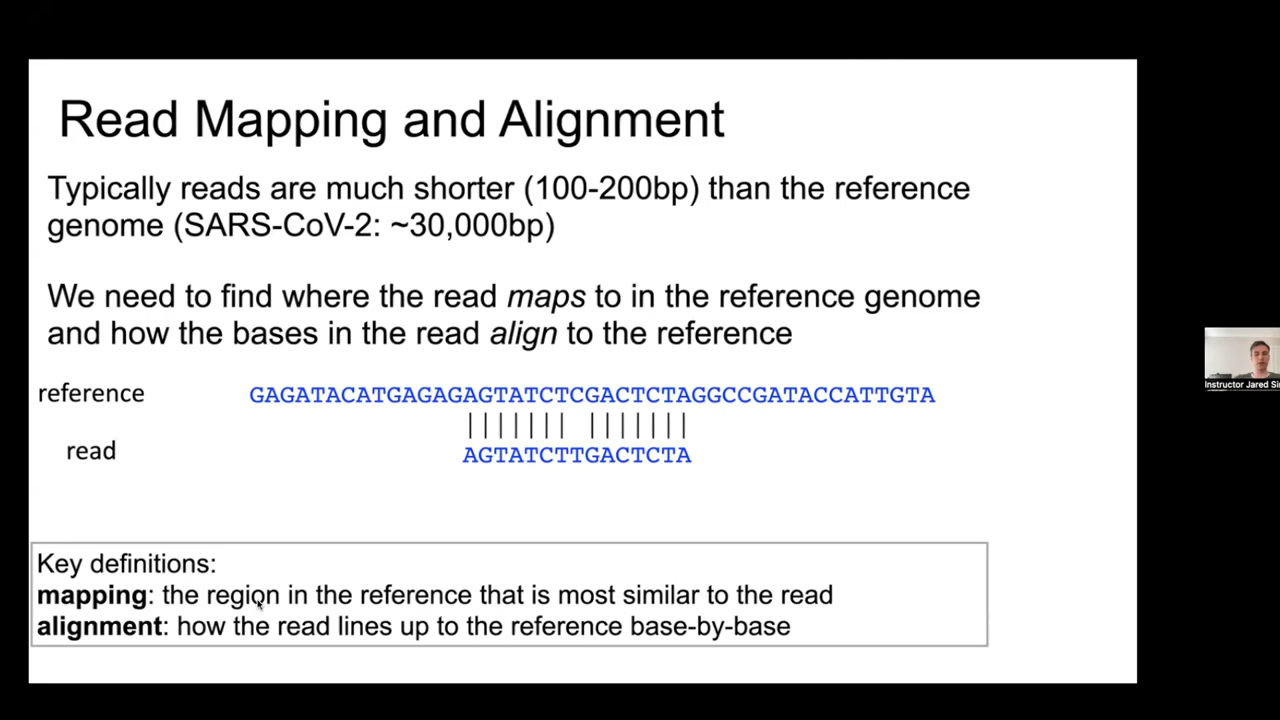 Read Mapping and Alignment
Typically reads are much shorter (100-200bp) than the reference
genome (SARS-CoV-2: ~30,000bp)
We need to find where the read maps to in the reference genome
and how the bases in the read align to the reference
reference GAGATACATGAGAGAGTATCTCGACTCTAGGCCGATACCATTGTA
||||||| |||||||
read AGTATCTTGACTCTA
Key definitions:
mapping: the region in the reference that is most similar to the read
alignment: how the read lines up to the reference base-by-base
Instructor Jared